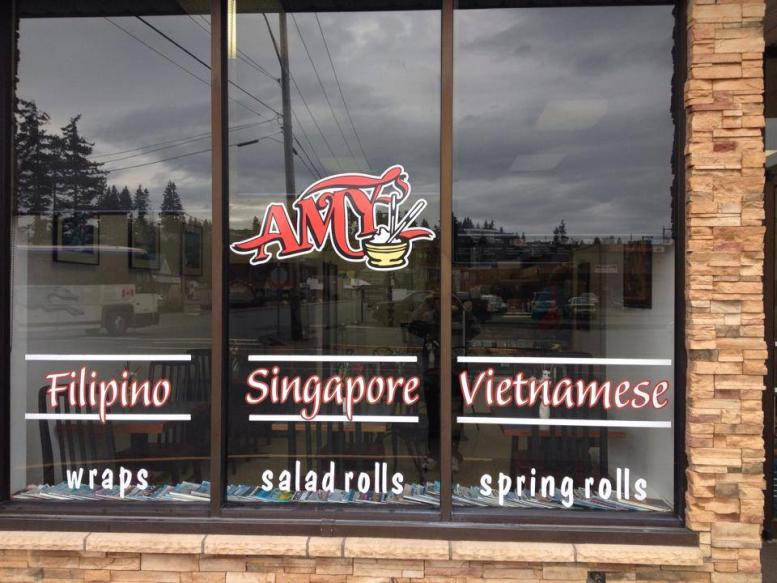 AMY's
Filipino
Singapore
Vietnamese
wraps
salad rolls
spring rolls